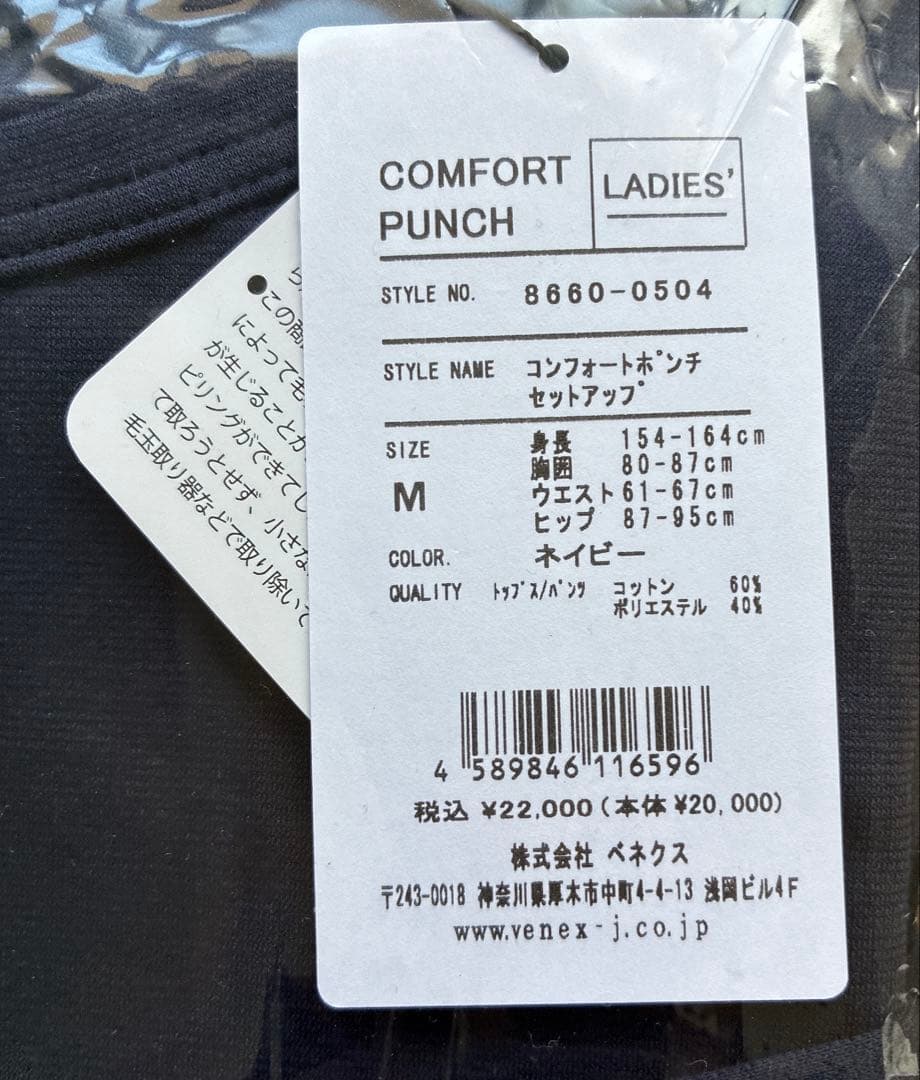 COMFORT
PUNCH
LADIES'
STYLE NO. 8660-0504
STYLE NAME コンフォートポンチ
セットアップ
SIZE
M
身長 154-164cm
胸囲 80-87cm
ウエスト 61-67cm
ヒップ 87-95cm
COLOR. ネイビー
QUALITY トップス/パンツ コットン 60%
ポリエステル 40%
4 589846 116596
税込 ¥22,000(本体 ¥20,000)
株式会社 ベネクス
〒243-0018 神奈川県厚木市中町4-4-13 浅岡ビル4F
www.venex-j.co.jp
●この商
によって毛
が生じることが
ピリングができてし
て取ろうとせず、小さな
毛玉取り器などで取り除いて